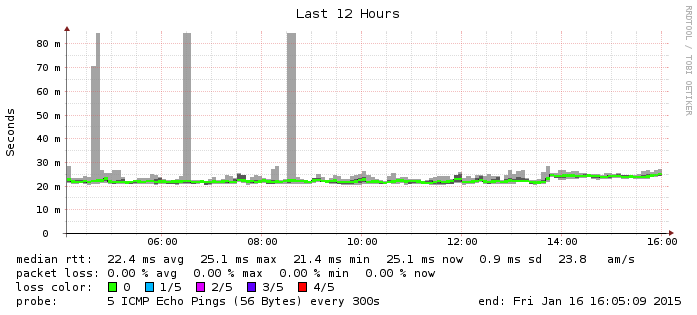 Last 12 Hours
RRDTOOL / TOBI OETIKER
Seconds
80 m
70 m
60 m
50 m
40 m
30 m
20 m
10 m
0
06:00 08:00 10:00 12:00 14:00 16:00
median rtt: 22.4 ms avg 25.1 ms max 21.4 ms min 25.1 ms now 0.9 ms sd 23.8 am/s
packet loss: 0.00 % avg 0.00 % max 0.00 % min 0.00 % now
loss color: 0 1/5 2/5 3/5 4/5
probe: 5 ICMP Echo Pings (56 Bytes) every 300s end: Fri Jan 16 16:05:09 2015